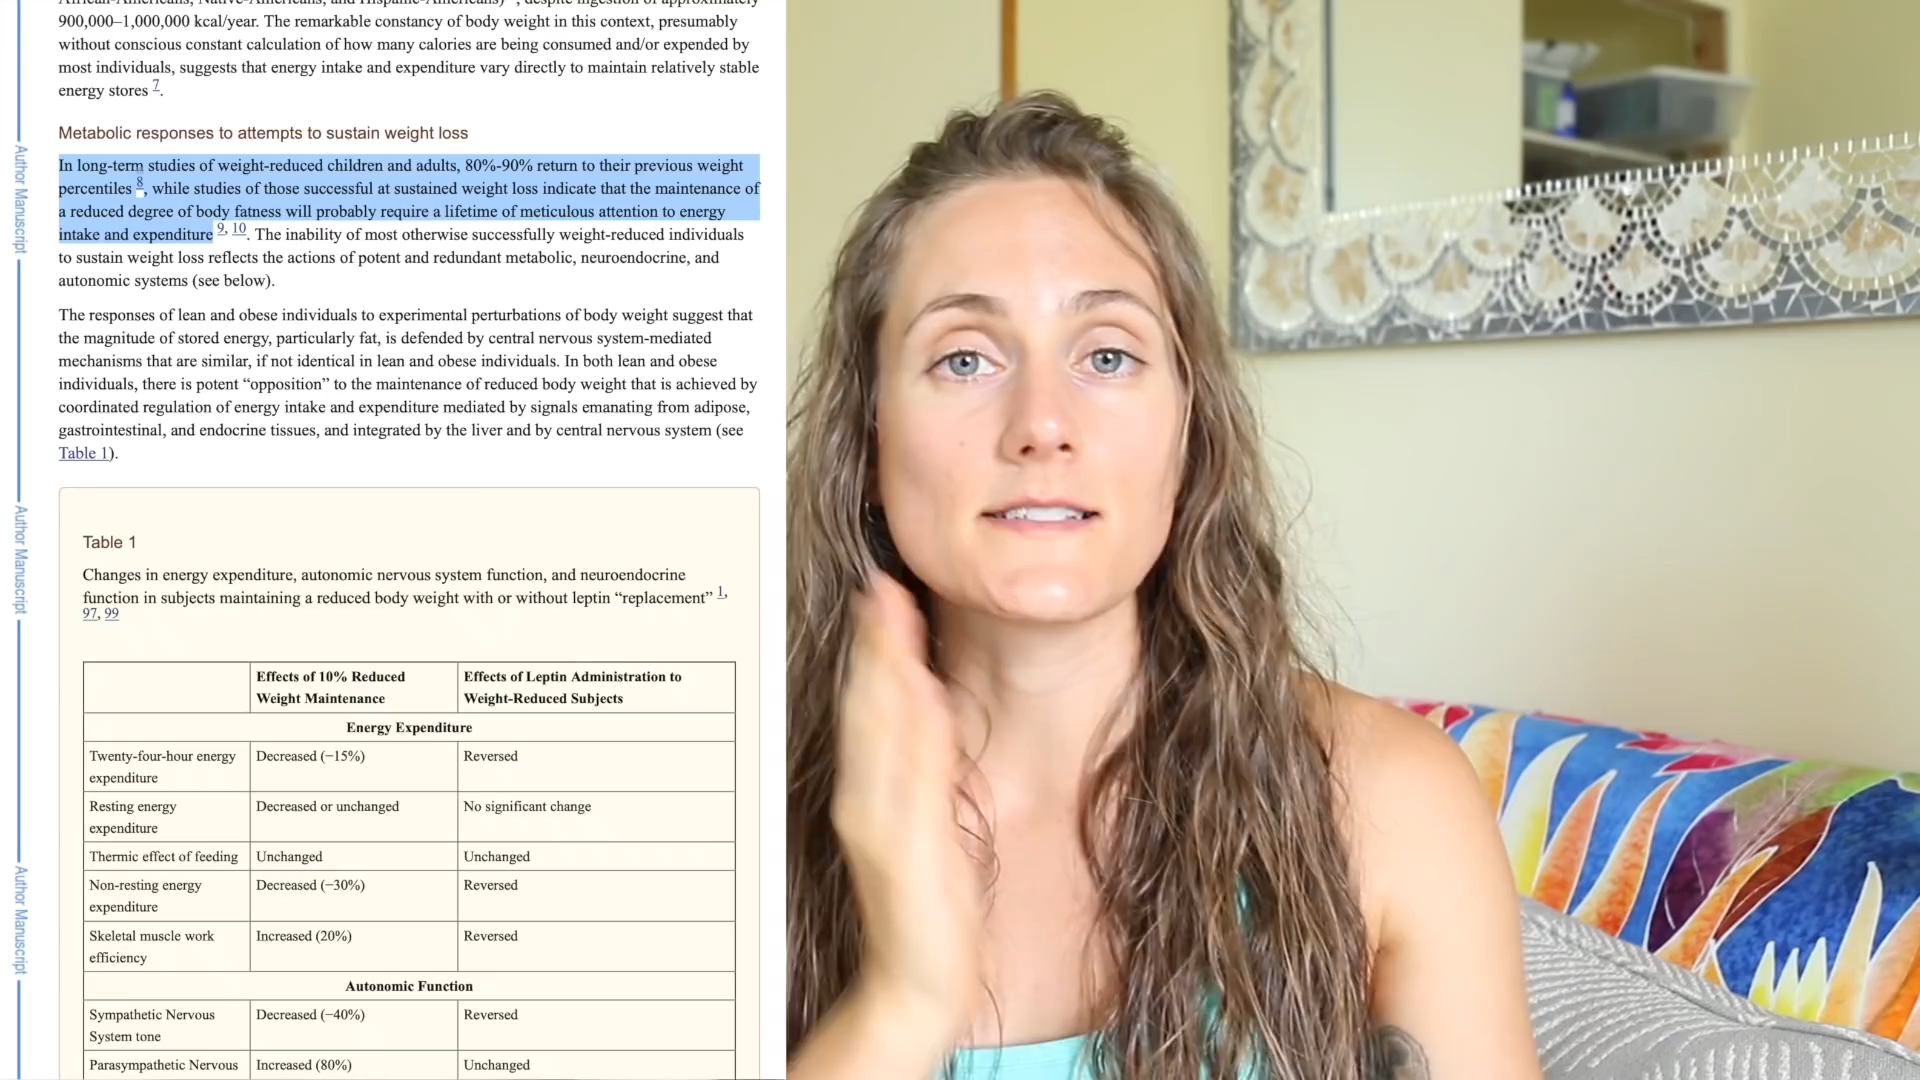 African-Americans, Native-Americans, and Hispanic-Americans) , despite ingestion of approximately
900,000–1,000,000 kcal/year. The remarkable constancy of body weight in this context, presumably
without conscious constant calculation of how many calories are being consumed and/or expended by
most individuals, suggests that energy intake and expenditure vary directly to maintain relatively stable
energy stores 7.
Metabolic responses to attempts to sustain weight loss
In long-term studies of weight-reduced children and adults, 80%-90% return to their previous weight
percentiles 8, while studies of those successful at sustained weight loss indicate that the maintenance of
a reduced degree of body fatness will probably require a lifetime of meticulous attention to energy
intake and expenditure 9, 10. The inability of most otherwise successfully weight-reduced individuals
to sustain weight loss reflects the actions of potent and redundant metabolic, neuroendocrine, and
autonomic systems (see below).
The responses of lean and obese individuals to experimental perturbations of body weight suggest that
the magnitude of stored energy, particularly fat, is defended by central nervous system-mediated
mechanisms that are similar, if not identical in lean and obese individuals. In both lean and obese
individuals, there is potent “opposition” to the maintenance of reduced body weight that is achieved by
coordinated regulation of energy intake and expenditure mediated by signals emanating from adipose,
gastrointestinal, and endocrine tissues, and integrated by the liver and by central nervous system (see
Table 1).
Table 1
Changes in energy expenditure, autonomic nervous system function, and neuroendocrine
function in subjects maintaining a reduced body weight with or without leptin “replacement” 1,
97, 99
Effects of 10% Reduced
Weight Maintenance
Effects of Leptin Administration to
Weight-Reduced Subjects
Energy Expenditure
Twenty-four-hour energy
expenditure
Decreased (−15%)
Reversed
Resting energy
expenditure
Decreased or unchanged
No significant change
Thermic effect of feeding
Unchanged
Unchanged
Non-resting energy
expenditure
Decreased (−30%)
Reversed
Skeletal muscle work
efficiency
Increased (20%)
Reversed
Autonomic Function
Sympathetic Nervous
System tone
Decreased (−40%)
Reversed
Parasympathetic Nervous
Increased (80%)
Unchanged
Author Manuscript
Author Manuscript
Author Manuscript